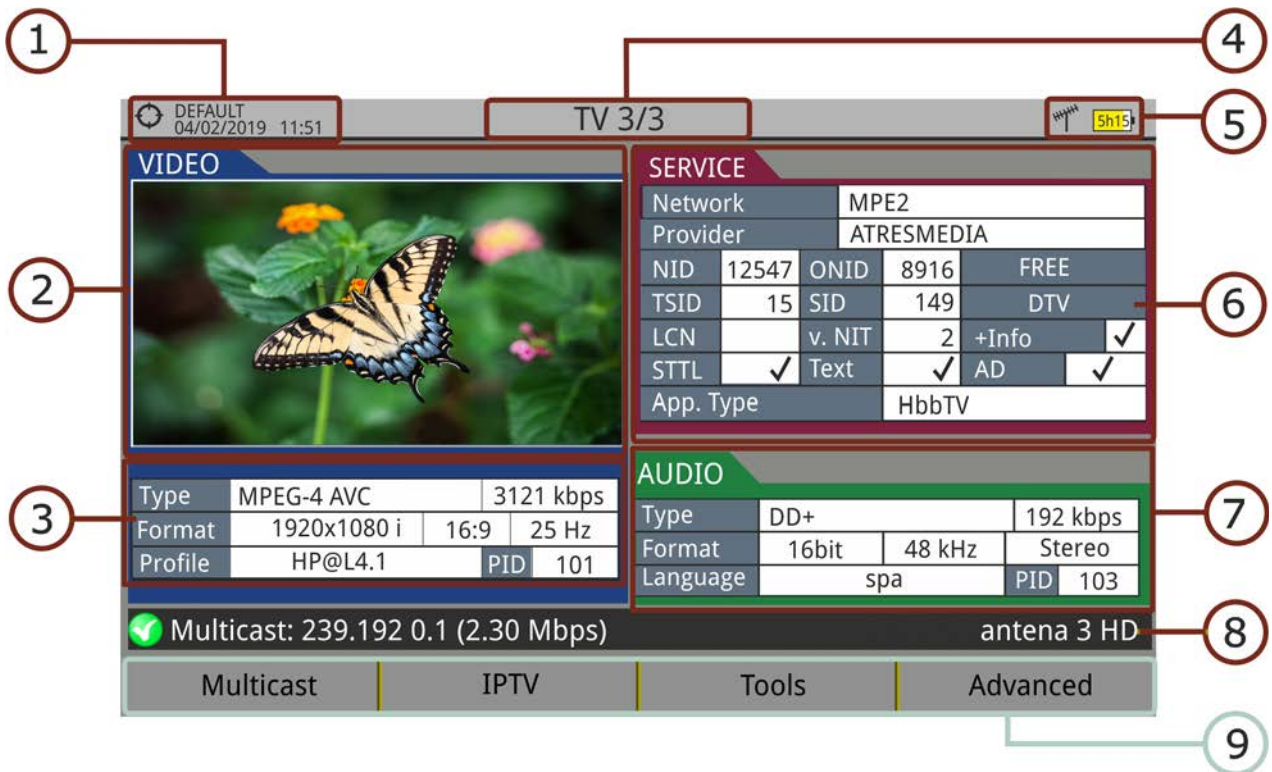 1
4
DEFAULT
04/02/2019 11:51
TV 3/3
5h15
5
VIDEO
2
SERVICE
Network MPE2
Provider ATRESMEDIA
NID 12547 ONID 8916 FREE
TSID 15 SID 149 DTV
LCN v. NIT 2 +Info ✓
STTL ✓ Text ✓ AD ✓
App. Type HbbTV
6
3
Type MPEG-4 AVC 3121 kbps
Format 1920x1080 i 16:9 25 Hz
Profile HP@L4.1 PID 101
AUDIO
Type DD+ 192 kbps
Format 16bit 48 kHz Stereo
Language spa PID 103
7
Multicast: 239.192 0.1 (2.30 Mbps) antena 3 HD
8
Multicast IPTV Tools Advanced
9